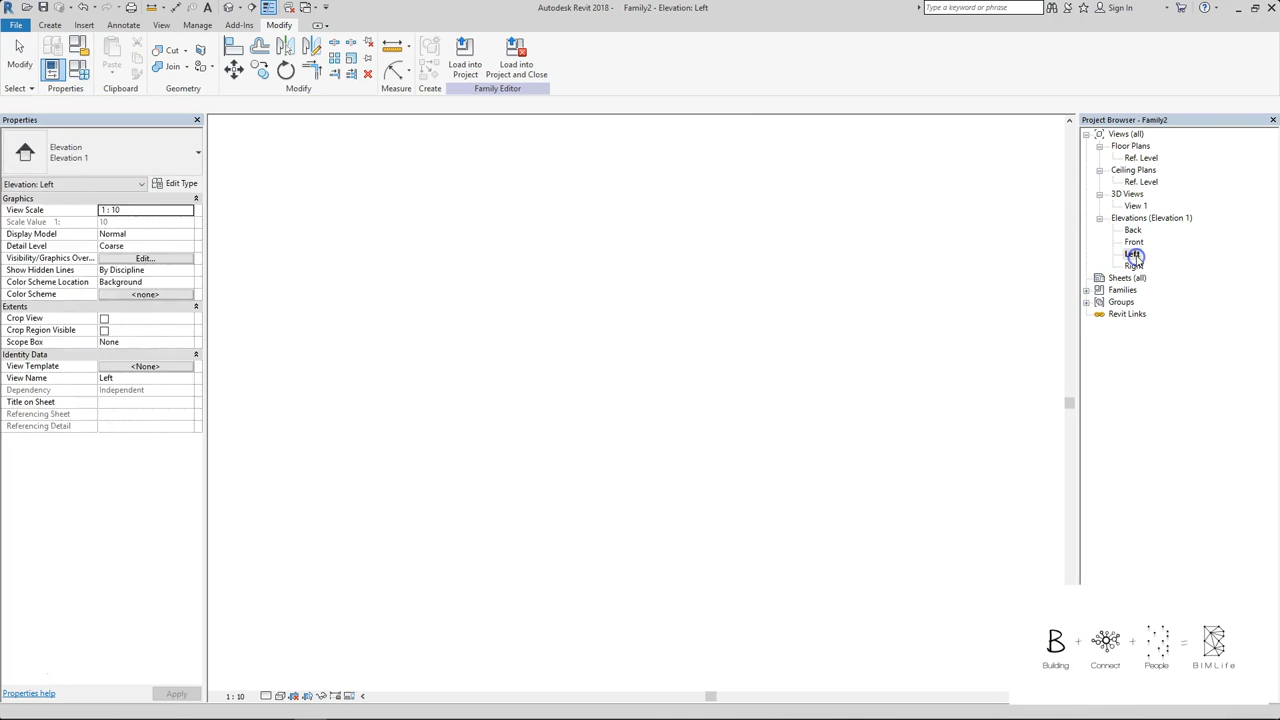 Autodesk Revit 2018 - Family2 - Elevation: Left
Type a keyword or phrase
Sign In
File Create Insert Annotate View Manage Add-Ins Modify
Modify
Paste
Cut
Join
Load into Project
Load into Project and Close
Select Properties Clipboard Geometry Modify Measure Create Family Editor
Properties
Elevation
Elevation 1
Elevation: Left
Edit Type
Graphics
View Scale 1 : 10
Scale Value 1: 10
Display Model Normal
Detail Level Coarse
Visibility/Graphics Over... Edit...
Show Hidden Lines By Discipline
Color Scheme Location Background
Color Scheme <none>
Extents
Crop View
Crop Region Visible
Scope Box None
Identity Data
View Template <None>
View Name Left
Dependency Independent
Title on Sheet
Referencing Sheet
Referencing Detail
Properties help
Apply
1 : 10
Project Browser - Family2
Views (all)
Floor Plans
Ref. Level
Ceiling Plans
Ref. Level
3D Views
View 1
Elevations (Elevation 1)
Back
Front
Left
Right
Sheets (all)
Families
Groups
Revit Links
B + + =
Building Connect People BIMLife